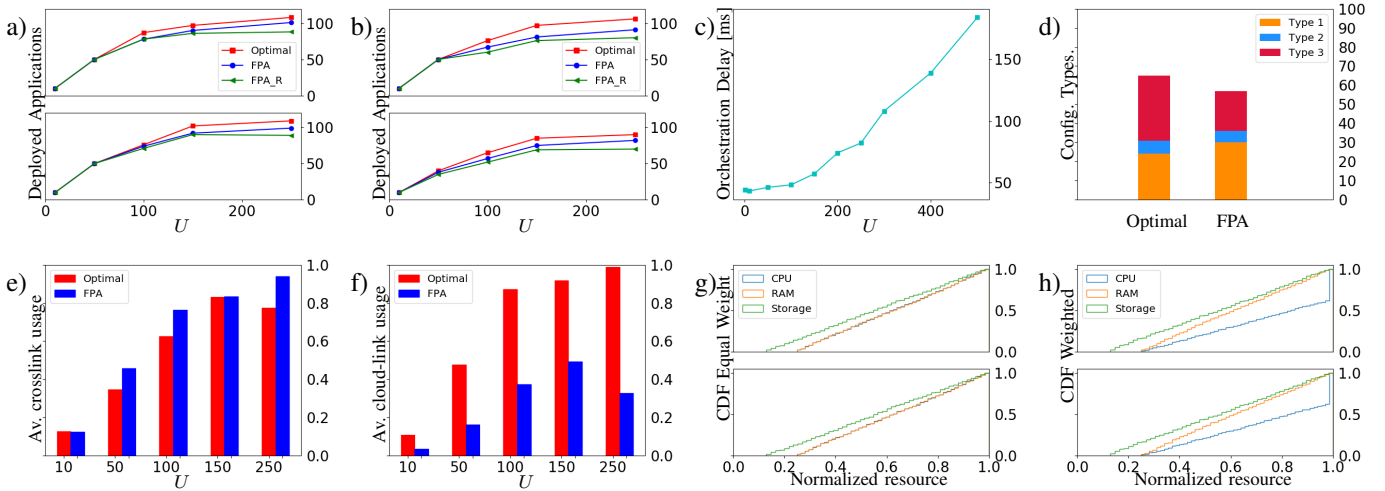 a)
Deployed Applications
Optimal
FPA
FPA_R
100
50
0
100
50
0
0
100
200
U
b)
Deployed Applications
Optimal
FPA
FPA_R
100
50
0
100
50
0
0
100
200
U
c)
Orchestration Delay [ms]
150
100
50
0
200
400
U
d)
Config. Types.
Type 1
Type 2
Type 3
100
90
80
70
60
50
40
30
20
10
0
Optimal
FPA
e)
Av. crosslink usage
Optimal
FPA
1.0
0.8
0.6
0.4
0.2
0.0
10
50
100
150
250
U
f)
Av. cloud-link usage
Optimal
FPA
1.0
0.8
0.6
0.4
0.2
0.0
10
50
100
150
250
U
g)
CDF Equal Weight
CPU
RAM
Storage
1.0
0.5
0.0
1.0
0.5
0.0
0.0
0.2
0.4
0.6
0.8
1.0
Normalized resource
h)
CDF Weighted
CPU
RAM
Storage
1.0
0.5
0.0
1.0
0.5
0.0
0.0
0.2
0.4
0.6
0.8
1.0
Normalized resource